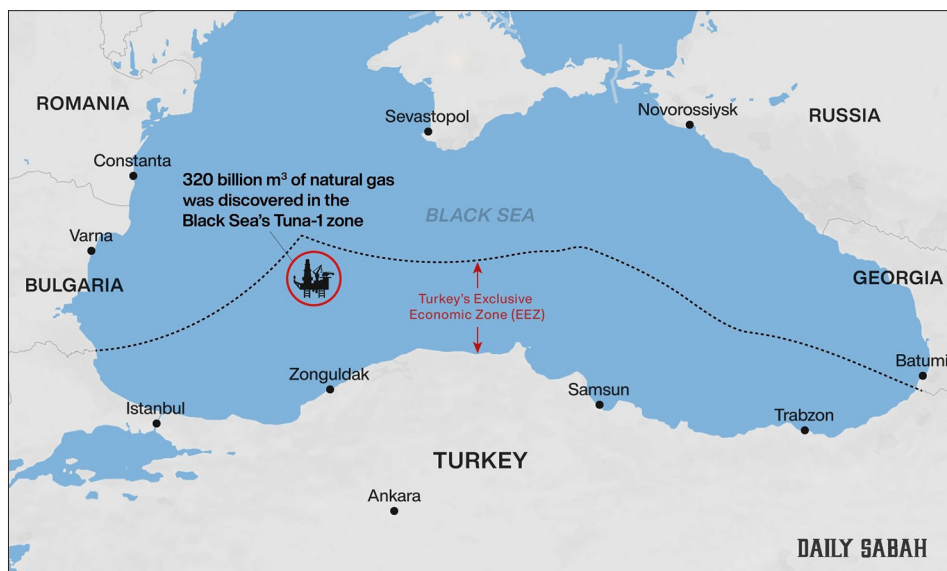 ROMANIA
Constanta
Sevastopol
Novorossiysk
RUSSIA
320 billion m³ of natural gas
was discovered in the
Black Sea's Tuna-1 zone
BLACK SEA
Varna
BULGARIA
GEORGIA
Turkey's Exclusive
Economic Zone (EEZ)
Zonguldak
Batumi
Istanbul
Samsun
Trabzon
TURKEY
Ankara
DAILY SABAH